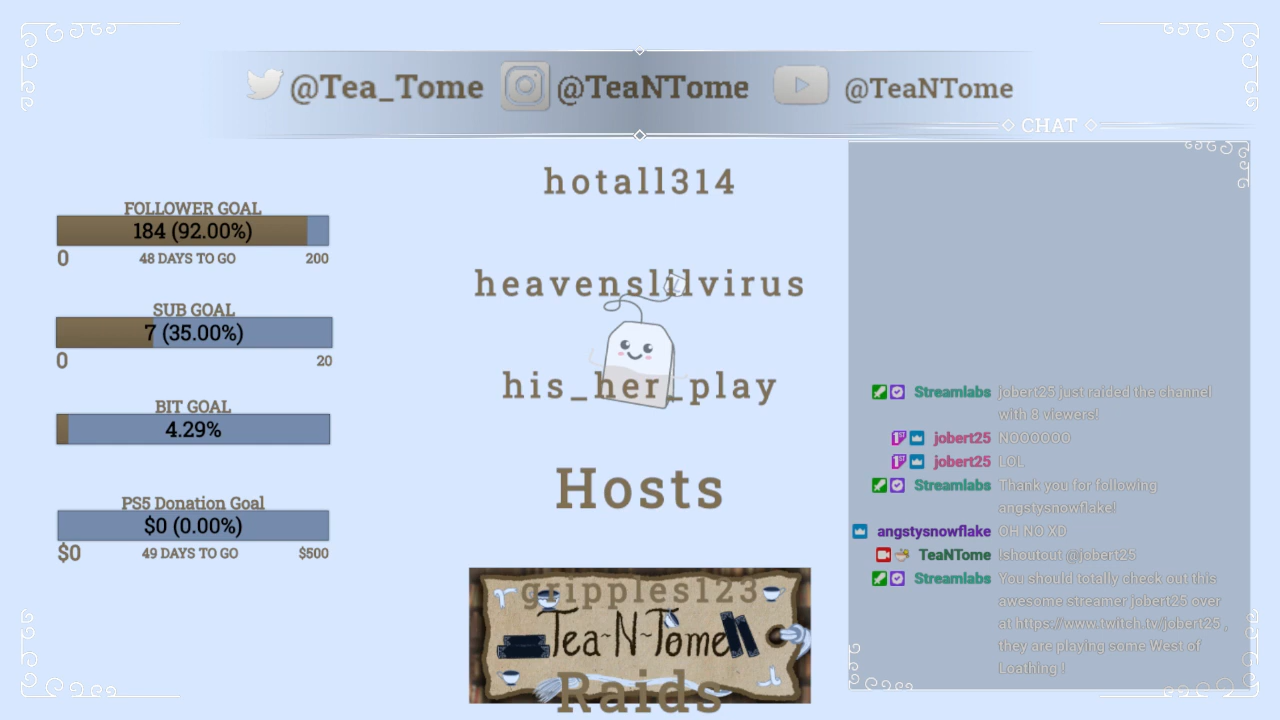 @Tea_Tome @TeaNTome @TeaNTome
CHAT
FOLLOWER GOAL
184 (92.00%)
0 48 DAYS TO GO 200
SUB GOAL
7 (35.00%)
0 20
BIT GOAL
4.29%
PS5 Donation Goal
$0 (0.00%)
$0 49 DAYS TO GO $500
hotall314
heavenslilvirus
his_her_play
Hosts
gripples123
Tea~N~Tome
Raids
Streamlabs jobert25 just raided the channel
with 8 viewers!
jobert25 NOOOOOO
jobert25 LOL
Streamlabs Thank you for following
angstysnowflake!
angstysnowflake OH NO XD
TeaNTome !shoutout @jobert25
Streamlabs You should totally check out this
awesome streamer jobert25 over
at https://www.twitch.tv/jobert25 ,
they are playing some West of
Loathing !